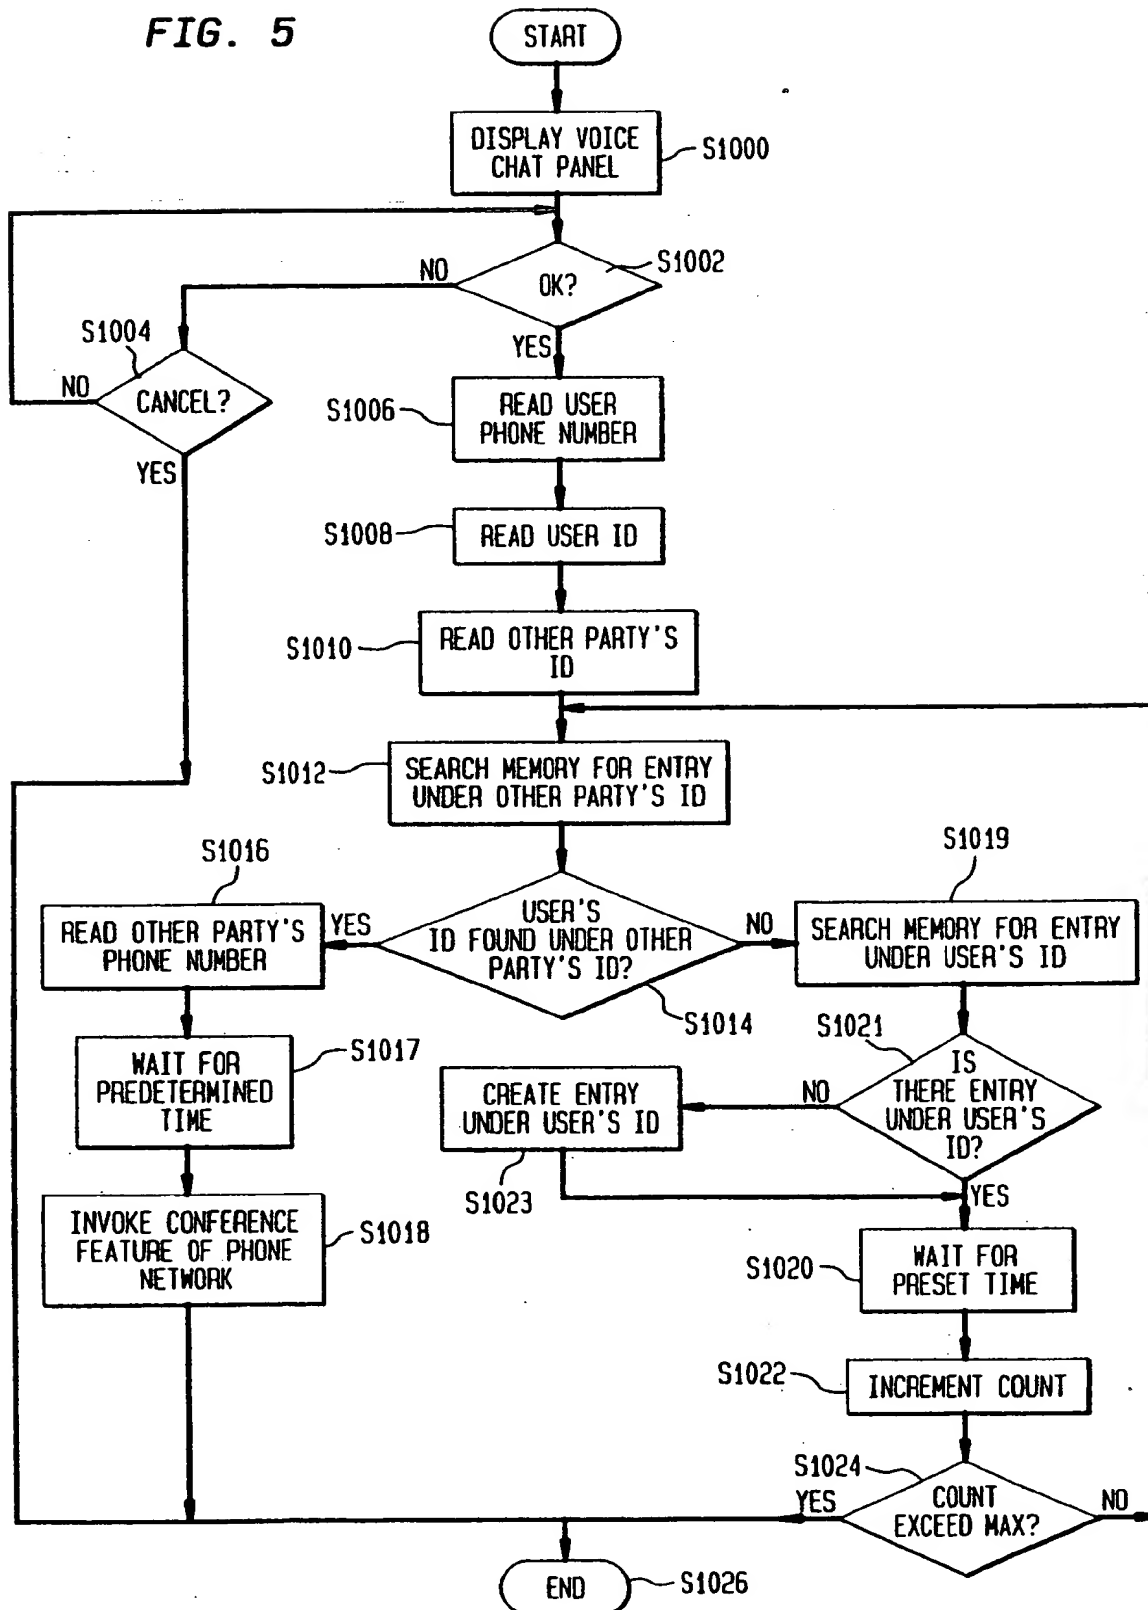 FIG. 5
START
DISPLAY VOICE
CHAT PANEL
S1000
OK?
S1002
NO
YES
S1004
CANCEL?
NO
YES
S1006
READ USER
PHONE NUMBER
S1008
READ USER ID
S1010
READ OTHER PARTY'S
ID
S1012
SEARCH MEMORY FOR ENTRY
UNDER OTHER PARTY'S ID
S1016
READ OTHER PARTY'S
PHONE NUMBER
YES
USER'S
ID FOUND UNDER OTHER
PARTY'S ID?
S1014
NO
S1019
SEARCH MEMORY FOR ENTRY
UNDER USER'S ID
WAIT FOR
PREDETERMINED
TIME
S1017
S1021
IS
THERE ENTRY
UNDER USER'S
ID?
NO
YES
CREATE ENTRY
UNDER USER'S ID
S1023
INVOKE CONFERENCE
FEATURE OF PHONE
NETWORK
S1018
S1020
WAIT FOR
PRESET TIME
S1022
INCREMENT COUNT
S1024
COUNT
EXCEED MAX?
YES
NO
END
S1026